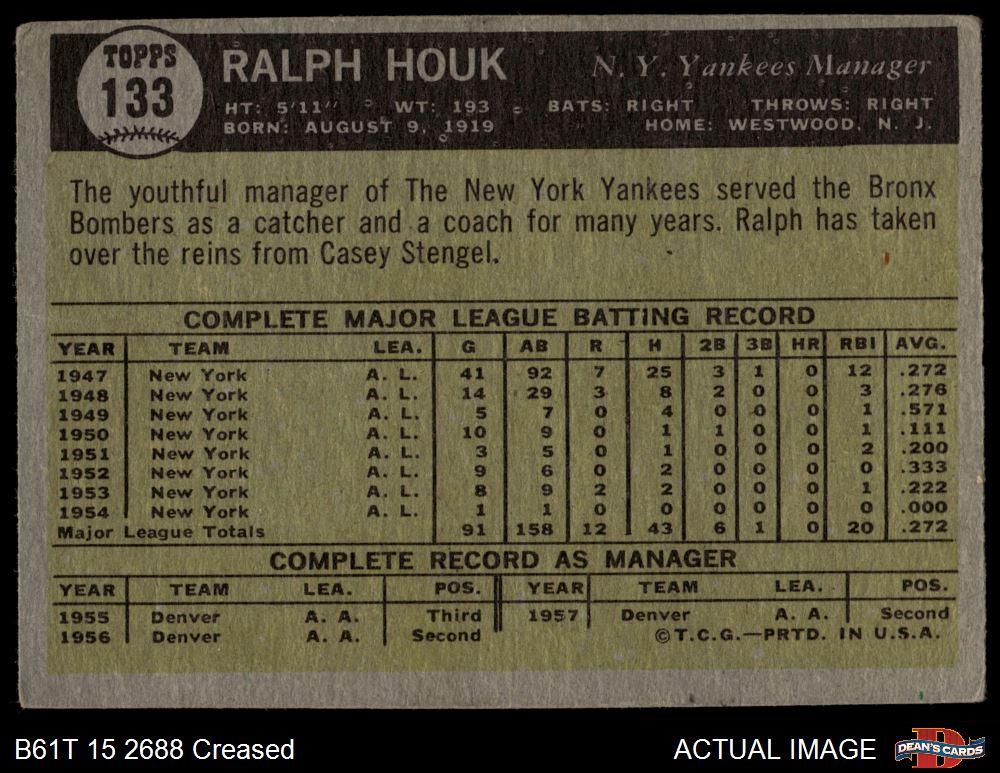 TOPPS
133
RALPH HOUK N. Y. Yankees Manager
HT: 5'11" WT: 193 BATS: RIGHT THROWS: RIGHT
BORN: AUGUST 9, 1919 HOME: WESTWOOD, N. J.
The youthful manager of The New York Yankees served the Bronx
Bombers as a catcher and a coach for many years. Ralph has taken
over the reins from Casey Stengel.
COMPLETE MAJOR LEAGUE BATTING RECORD
YEAR TEAM LEA. G AB R H 2B 3B HR RBI AVG.
1947 New York A. L. 41 92 7 25 3 1 0 12 .272
1948 New York A. L. 14 29 3 8 2 0 0 3 .276
1949 New York A. L. 5 7 0 4 0 0 0 1 .571
1950 New York A. L. 10 9 0 1 1 0 0 1 .111
1951 New York A. L. 3 5 0 1 0 0 0 2 .200
1952 New York A. L. 9 6 0 2 0 0 0 0 .333
1953 New York A. L. 8 9 2 2 0 0 0 1 .222
1954 New York A. L. 1 1 0 0 0 0 0 0 .000
Major League Totals 91 158 12 43 6 1 0 20 .272
COMPLETE RECORD AS MANAGER
YEAR TEAM LEA. POS. YEAR TEAM LEA. POS.
1955 Denver A. A. Third 1957 Denver A. A. Second
1956 Denver A. A. Second ©T.C.G.—PRTD. IN U.S.A.
B61T 15 2688 Creased ACTUAL IMAGE DEAN'S CARDS